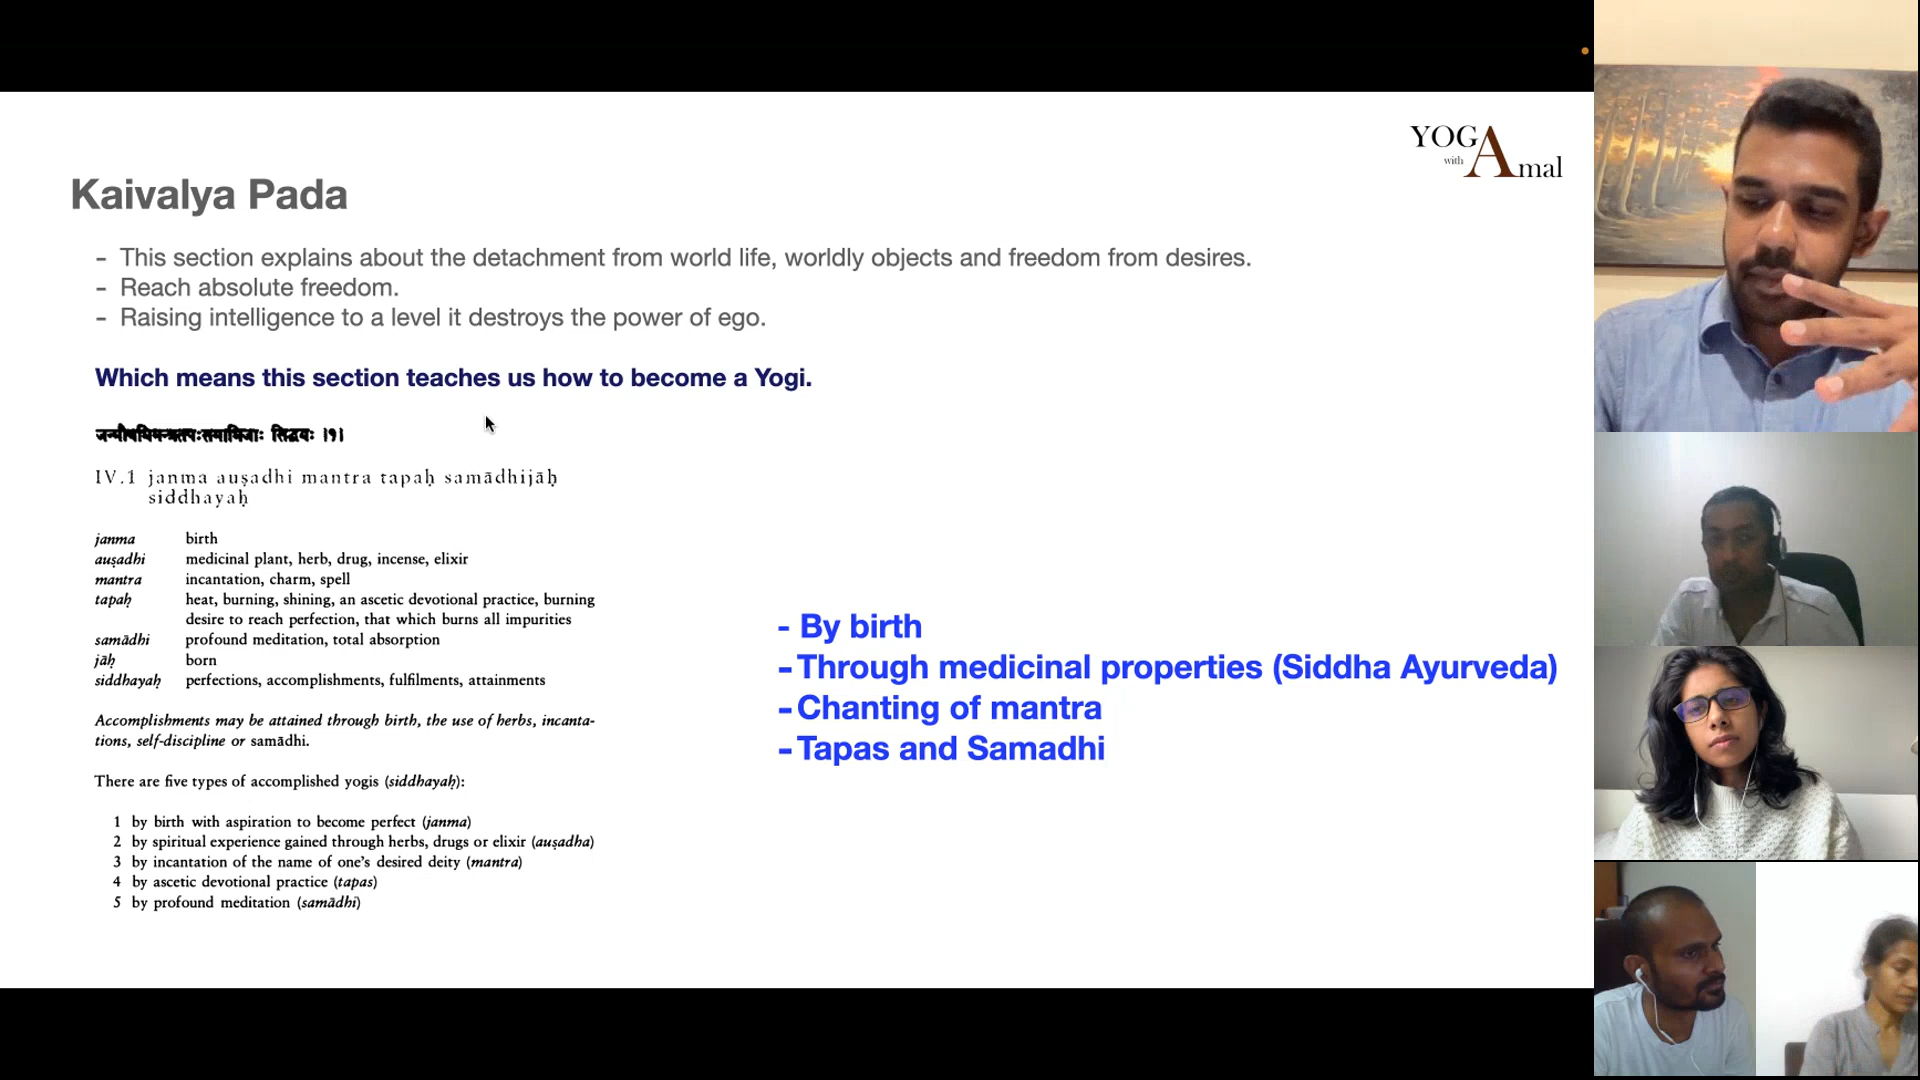 YOGA
with Amal
Kaivalya Pada
- This section explains about the detachment from world life, worldly objects and freedom from desires.
- Reach absolute freedom.
- Raising intelligence to a level it destroys the power of ego.
Which means this section teaches us how to become a Yogi.
जन्मौषधिमन्त्रतपःसमाधिजाः सिद्धयः ।१।
IV.1 janma auṣadhi mantra tapaḥ samādhijāḥ
siddhayaḥ
janma birth
auṣadhi medicinal plant, herb, drug, incense, elixir
mantra incantation, charm, spell
tapaḥ heat, burning, shining, an ascetic devotional practice, burning
desire to reach perfection, that which burns all impurities
samādhi profound meditation, total absorption
jāḥ born
siddhayaḥ perfections, accomplishments, fulfilments, attainments
Accomplishments may be attained through birth, the use of herbs, incanta-
tions, self-discipline or samādhi.
There are five types of accomplished yogis (siddhayaḥ):
1 by birth with aspiration to become perfect (janma)
2 by spiritual experience gained through herbs, drugs or elixir (auṣadha)
3 by incantation of the name of one's desired deity (mantra)
4 by ascetic devotional practice (tapas)
5 by profound meditation (samādhi)
- By birth
- Through medicinal properties (Siddha Ayurveda)
- Chanting of mantra
- Tapas and Samadhi